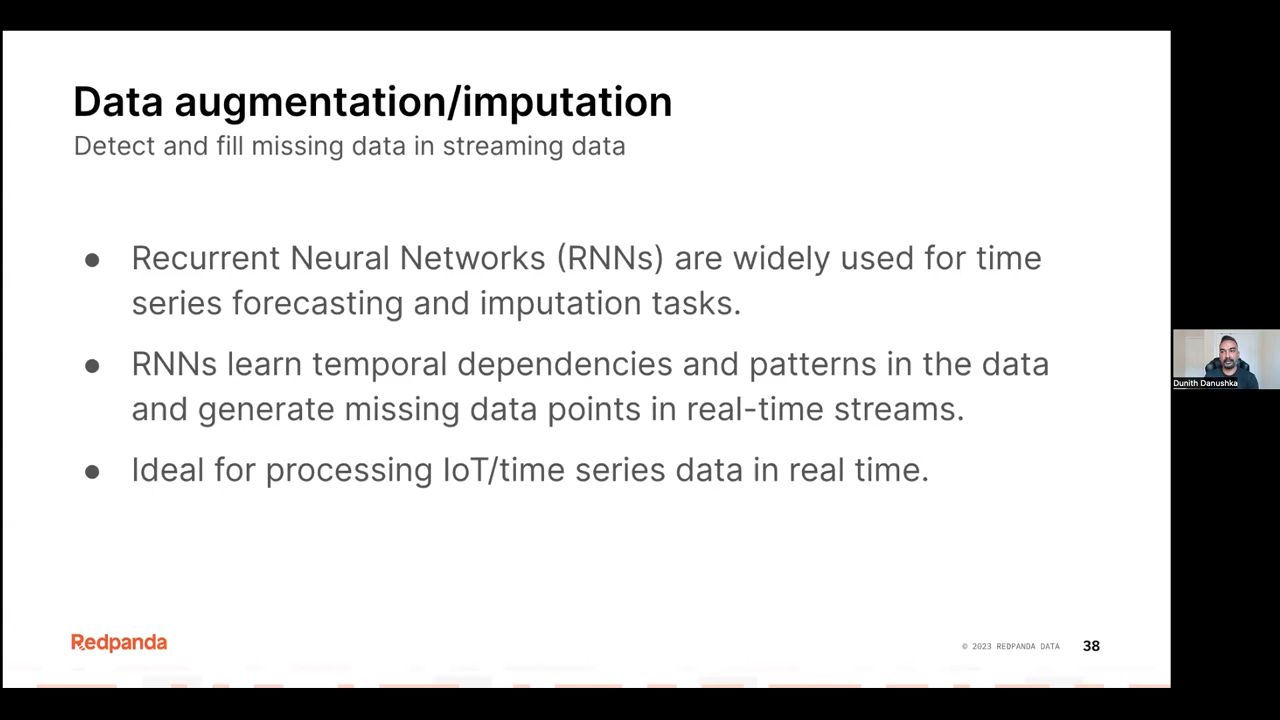 Data augmentation/imputation
Detect and fill missing data in streaming data
● Recurrent Neural Networks (RNNs) are widely used for time
series forecasting and imputation tasks.
● RNNs learn temporal dependencies and patterns in the data
and generate missing data points in real-time streams.
● Ideal for processing IoT/time series data in real time.
Dunith Danushka
Redpanda
© 2023 REDPANDA DATA 38